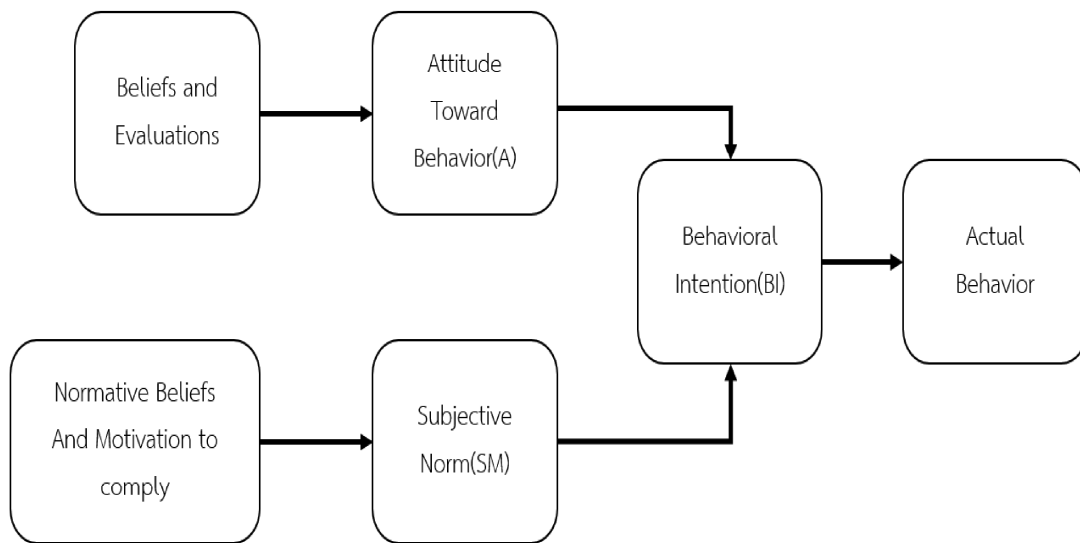 Beliefs and
Evaluations
Attitude
Toward
Behavior(A)
Behavioral
Intention(BI)
Actual
Behavior
Normative Beliefs
And Motivation to
comply
Subjective
Norm(SM)